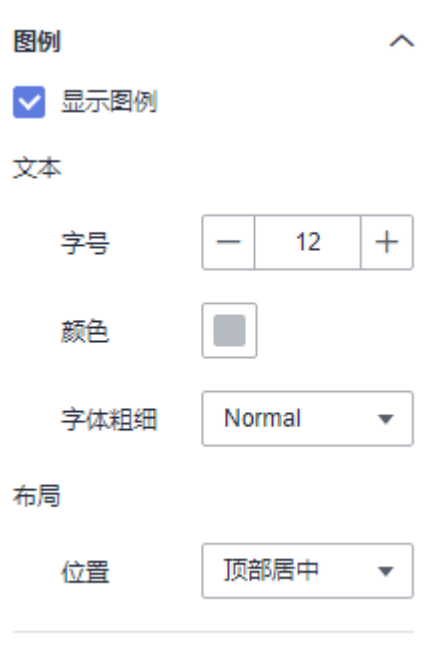 图例
显示图例
文本
字号 12
颜色
字体粗细 Normal
布局
位置 顶部居中